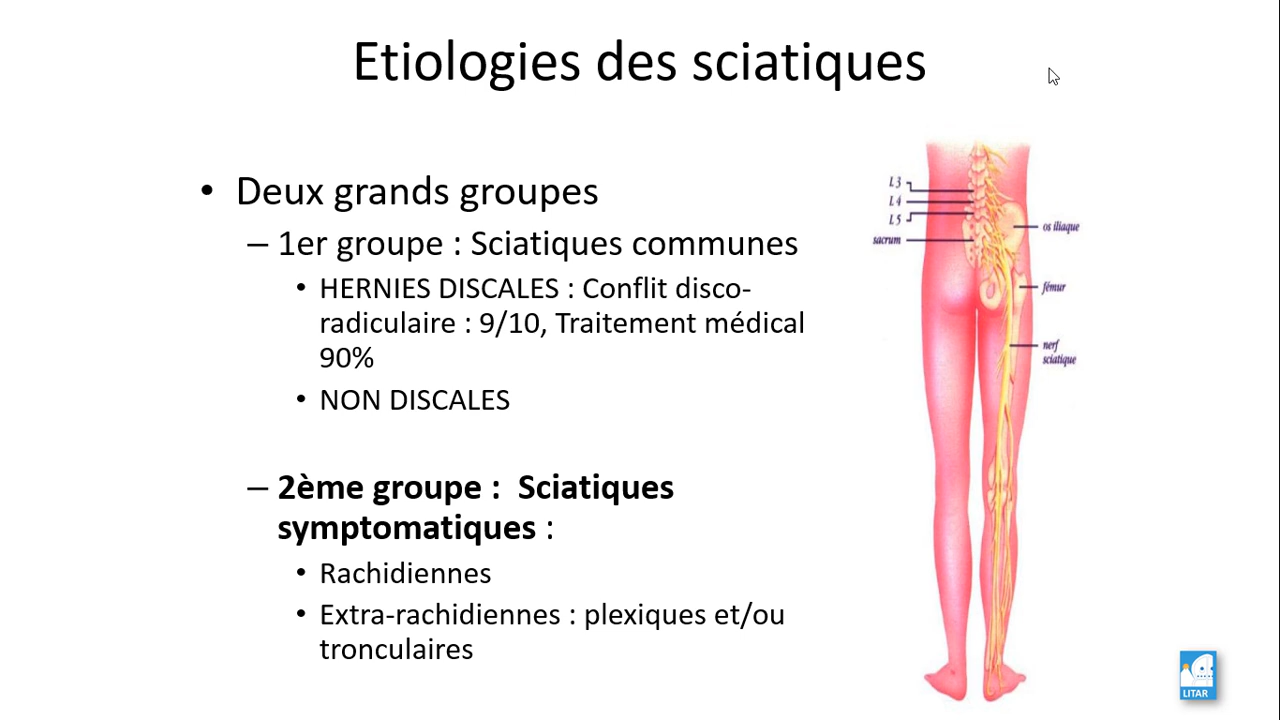 Etiologies des sciatiques
• Deux grands groupes
– 1er groupe : Sciatiques communes
• HERNIES DISCALES : Conflit disco-
radiculaire : 9/10, Traitement médical
90%
• NON DISCALES
– 2ème groupe : Sciatiques
symptomatiques :
• Rachidiennes
• Extra-rachidiennes : plexiques et/ou
tronculaires
L3
L4
L5
sacrum
os iliaque
fémur
nerf
sciatique
LITAR